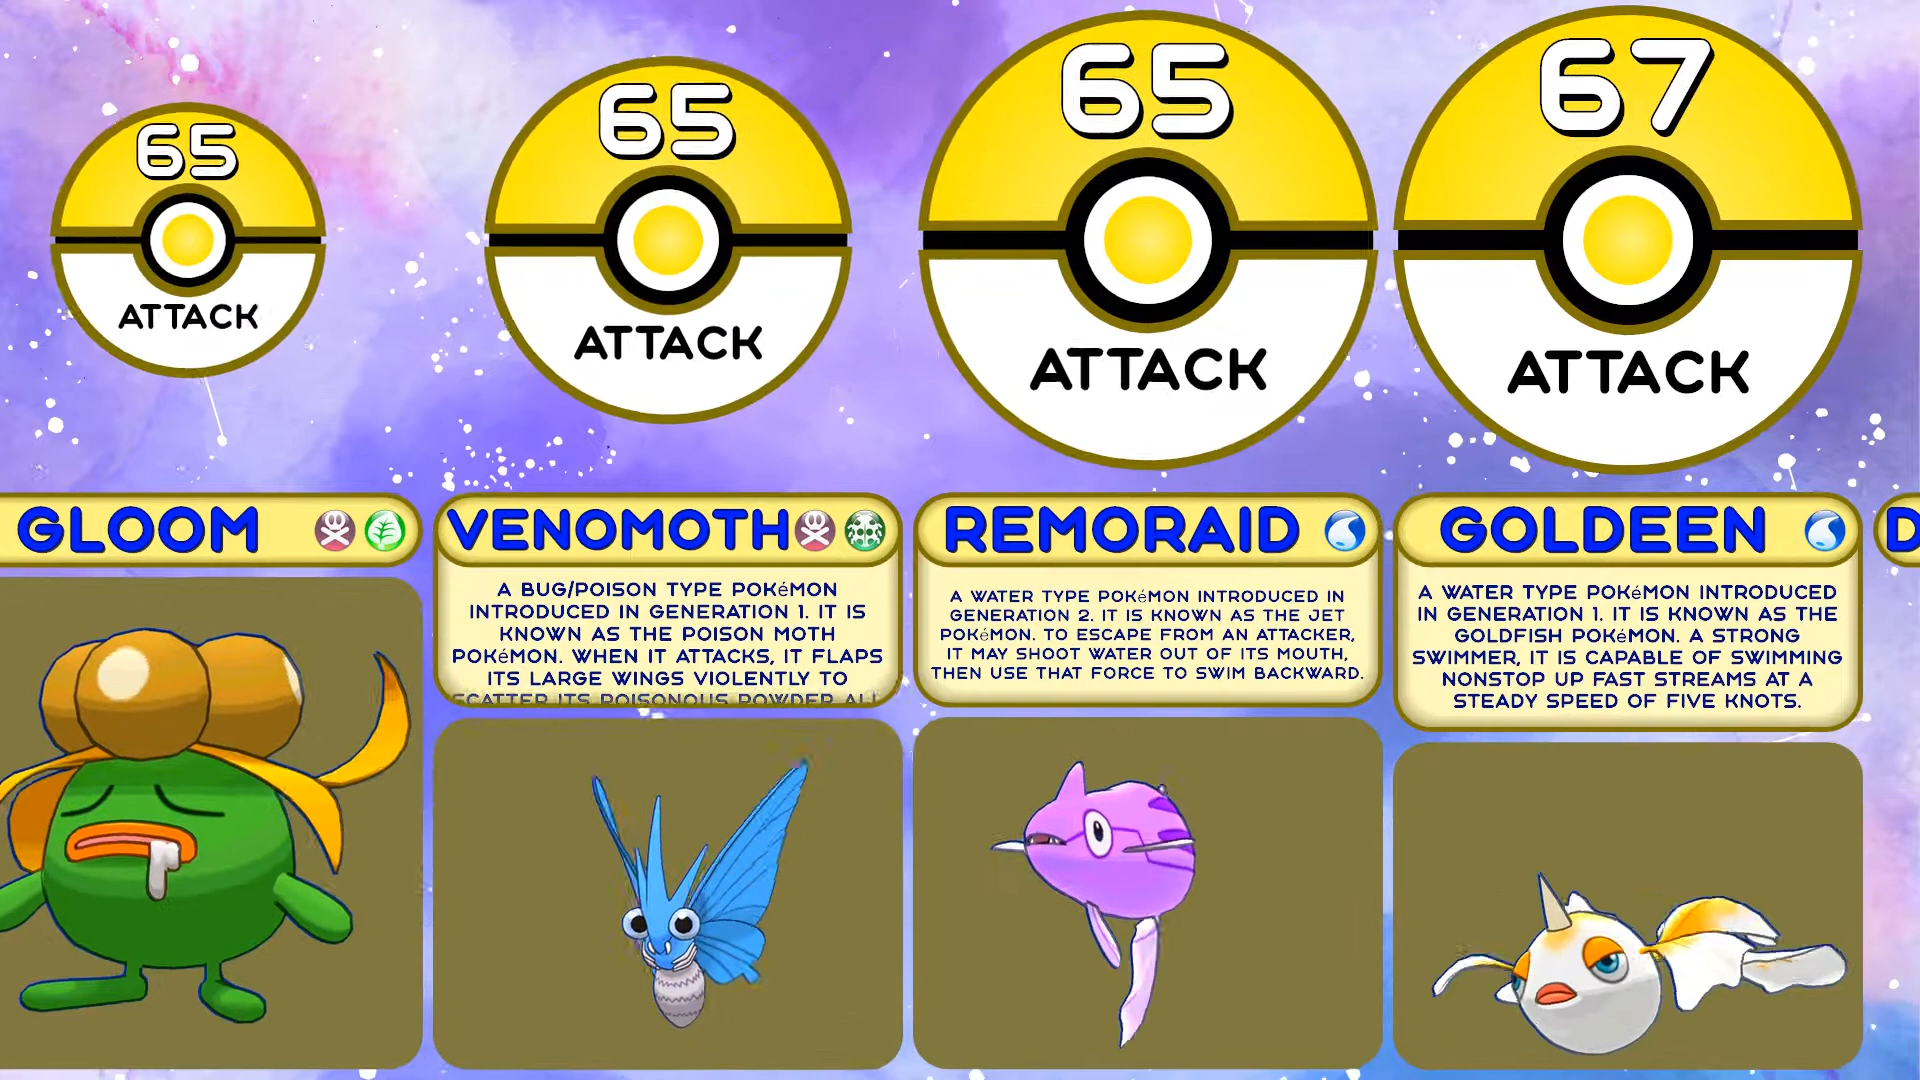 65
ATTACK
65
ATTACK
65
ATTACK
67
ATTACK
GLOOM
VENOMOTH
A BUG/POISON TYPE POKéMON
INTRODUCED IN GENERATION 1. IT IS
KNOWN AS THE POISON MOTH
POKéMON. WHEN IT ATTACKS, IT FLAPS
ITS LARGE WINGS VIOLENTLY TO
SCATTER ITS POISONOUS POWDER ALL
REMORAID
A WATER TYPE POKéMON INTRODUCED IN
GENERATION 2. IT IS KNOWN AS THE JET
POKéMON. TO ESCAPE FROM AN ATTACKER,
IT MAY SHOOT WATER OUT OF ITS MOUTH,
THEN USE THAT FORCE TO SWIM BACKWARD.
GOLDEEN
A WATER TYPE POKéMON INTRODUCED
IN GENERATION 1. IT IS KNOWN AS THE
GOLDFISH POKéMON. A STRONG
SWIMMER, IT IS CAPABLE OF SWIMMING
NONSTOP UP FAST STREAMS AT A
STEADY SPEED OF FIVE KNOTS.
D